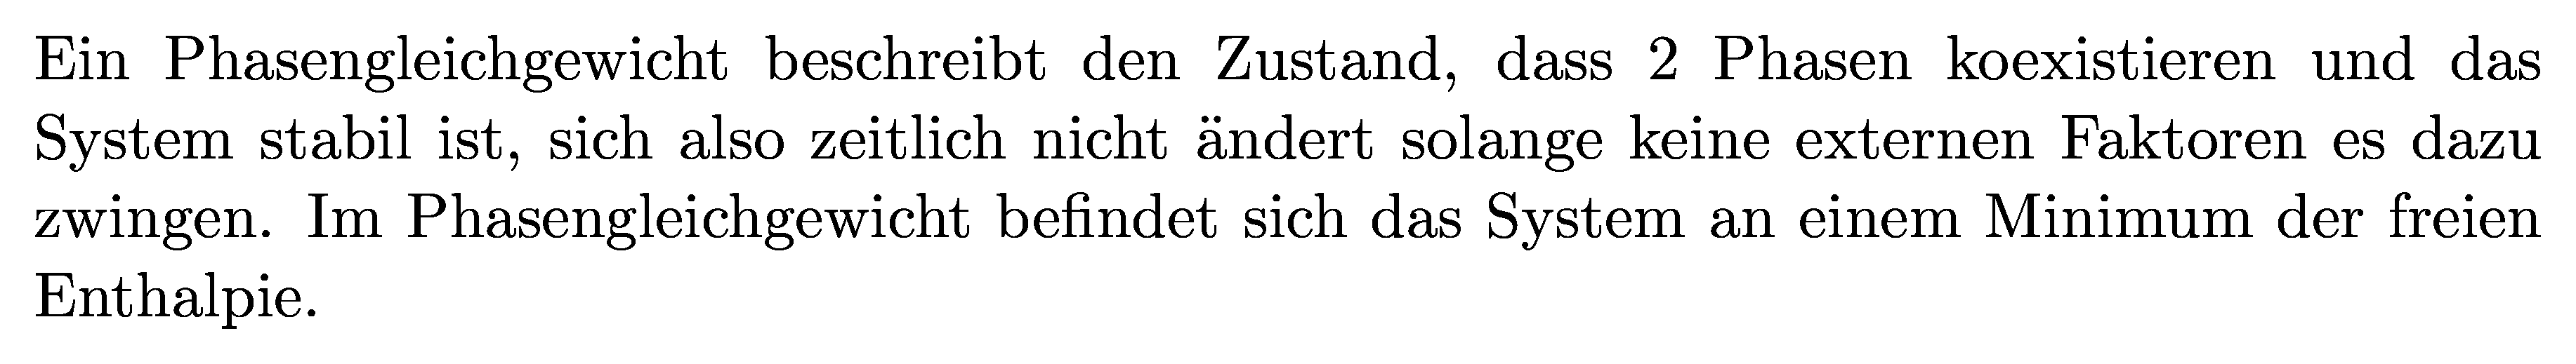 Ein Phasengleichgewicht beschreibt den Zustand, dass 2 Phasen koexistieren und das
System stabil ist, sich also zeitlich nicht ändert solange keine externen Faktoren es dazu
zwingen. Im Phasengleichgewicht befindet sich das System an einem Minimum der freien
Enthalpie.